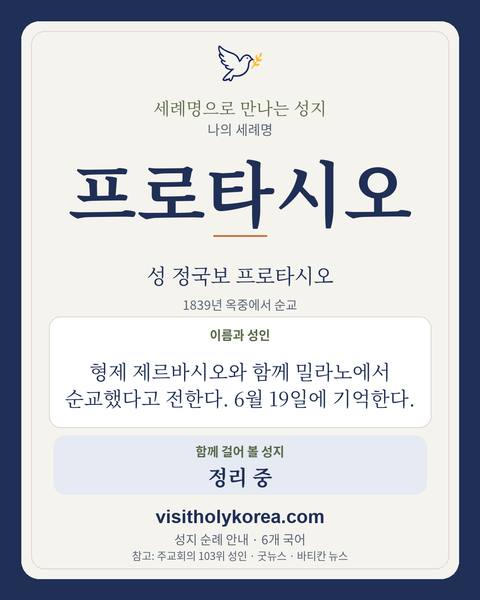 세례명으로 만나는 성지
나의 세례명
프로타시오
성 정국보 프로타시오
1839년 옥중에서 순교
이름과 성인
형제 제르바시오와 함께 밀라노에서
순교했다고 전한다. 6월 19일에 기억한다.
함께 걸어 볼 성지
정리 중
visitholykorea.com
성지 순례 안내 · 6개 국어
참고: 주교회의 103위 성인 · 굿뉴스 · 바티칸 뉴스